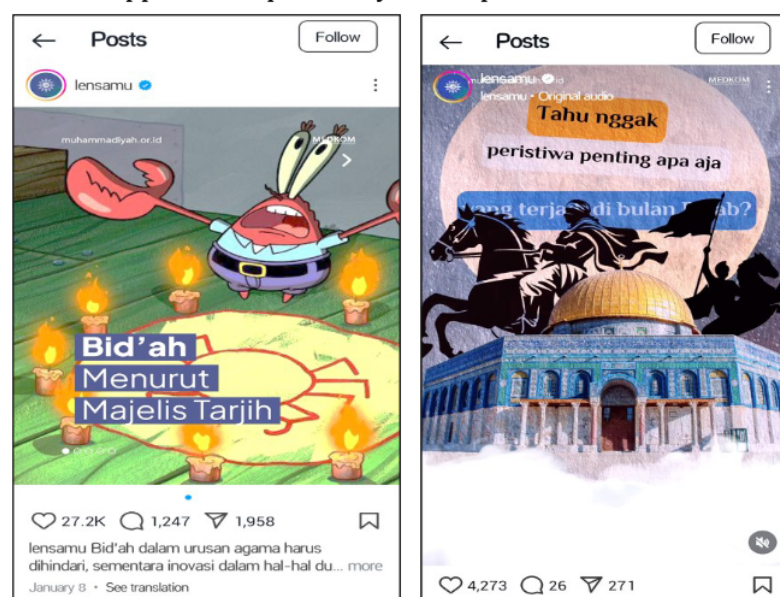 Posts
Follow
lensamu
muhammadiyah.or.id
MEDKOM
Bid'ah
Menurut
Majelis Tarjih
27.2K 1,247 1,958
lensamu Bid'ah dalam urusan agama harus
dihindari, sementara inovasi dalam hal-hal du... more
January 8 • See translation
Posts
Follow
lensamu
lensamu • Original audio
MEDKOM
Tahu nggak
peristiwa penting apa aja
yang terjadi di bulan
4,273 26 271